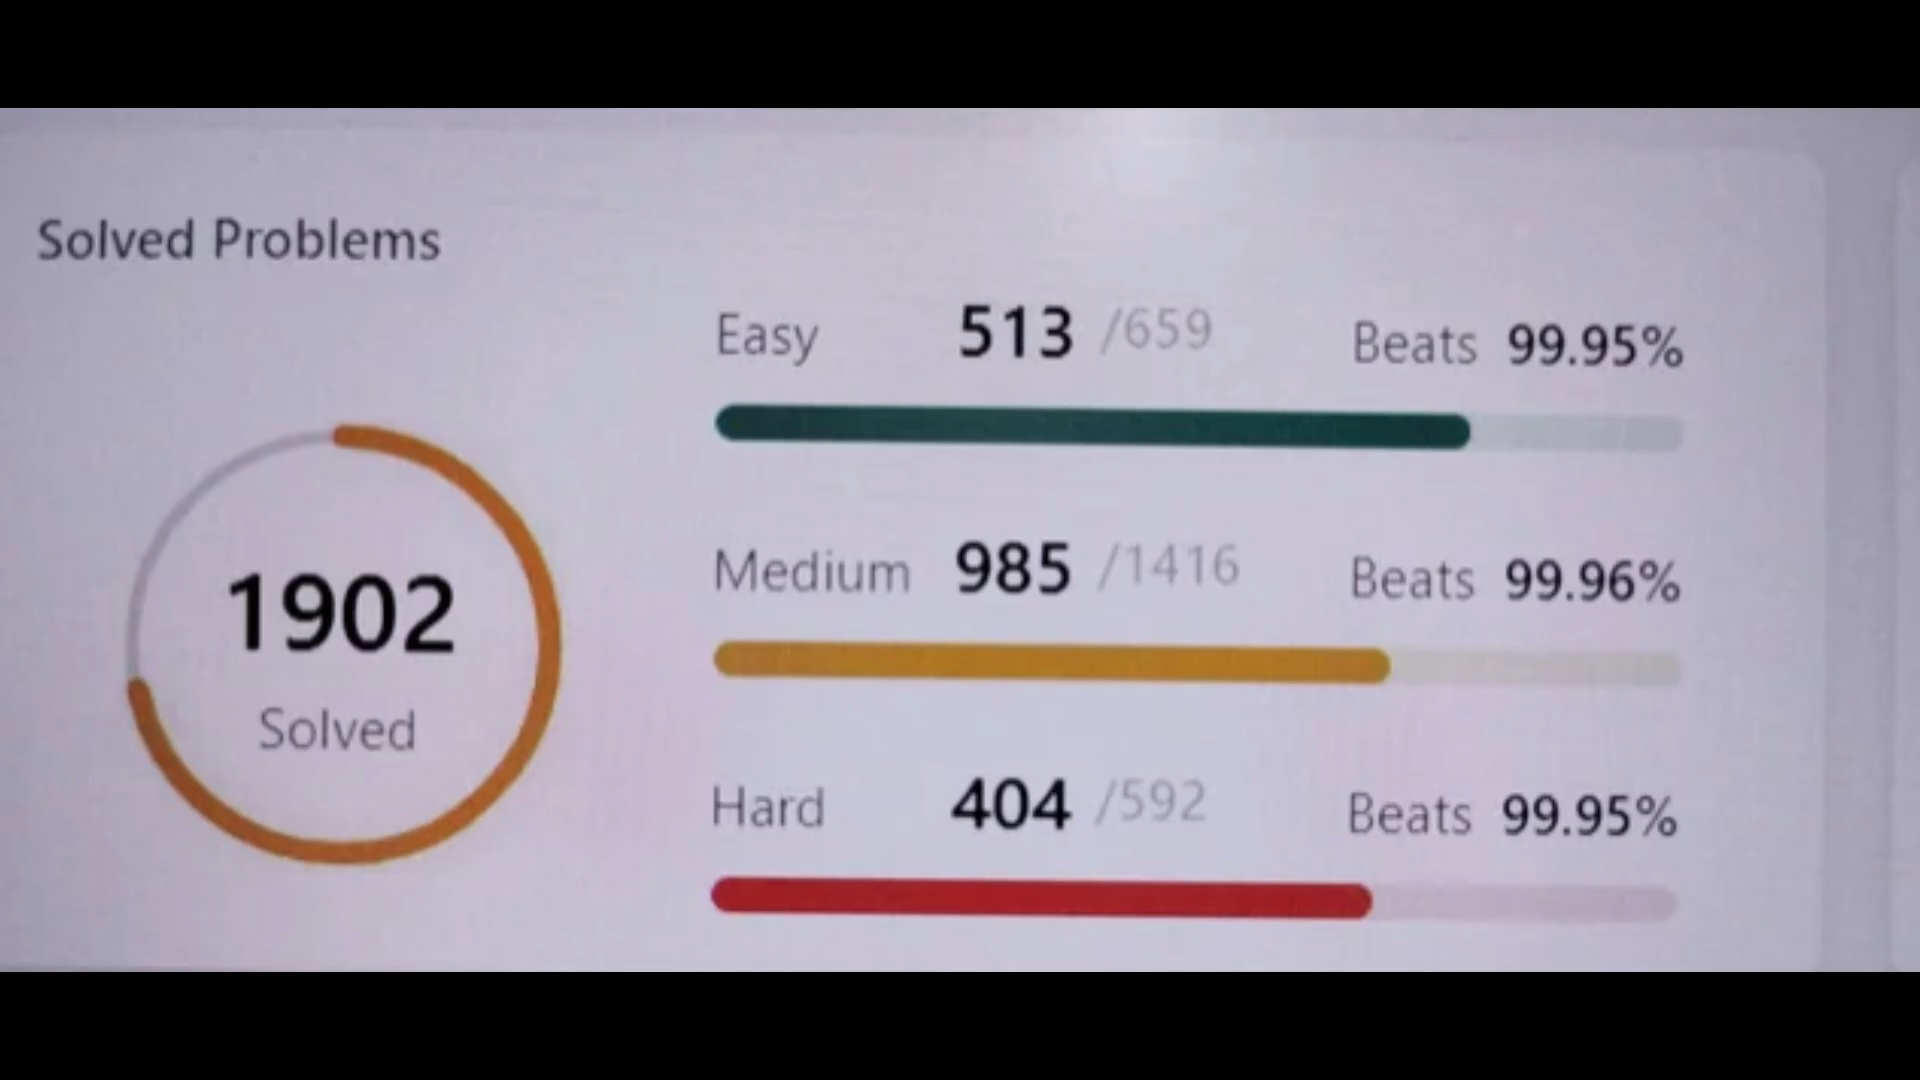 Solved Problems
1902
Solved
Easy 513 /659 Beats 99.95%
Medium 985 /1416 Beats 99.96%
Hard 404 /592 Beats 99.95%